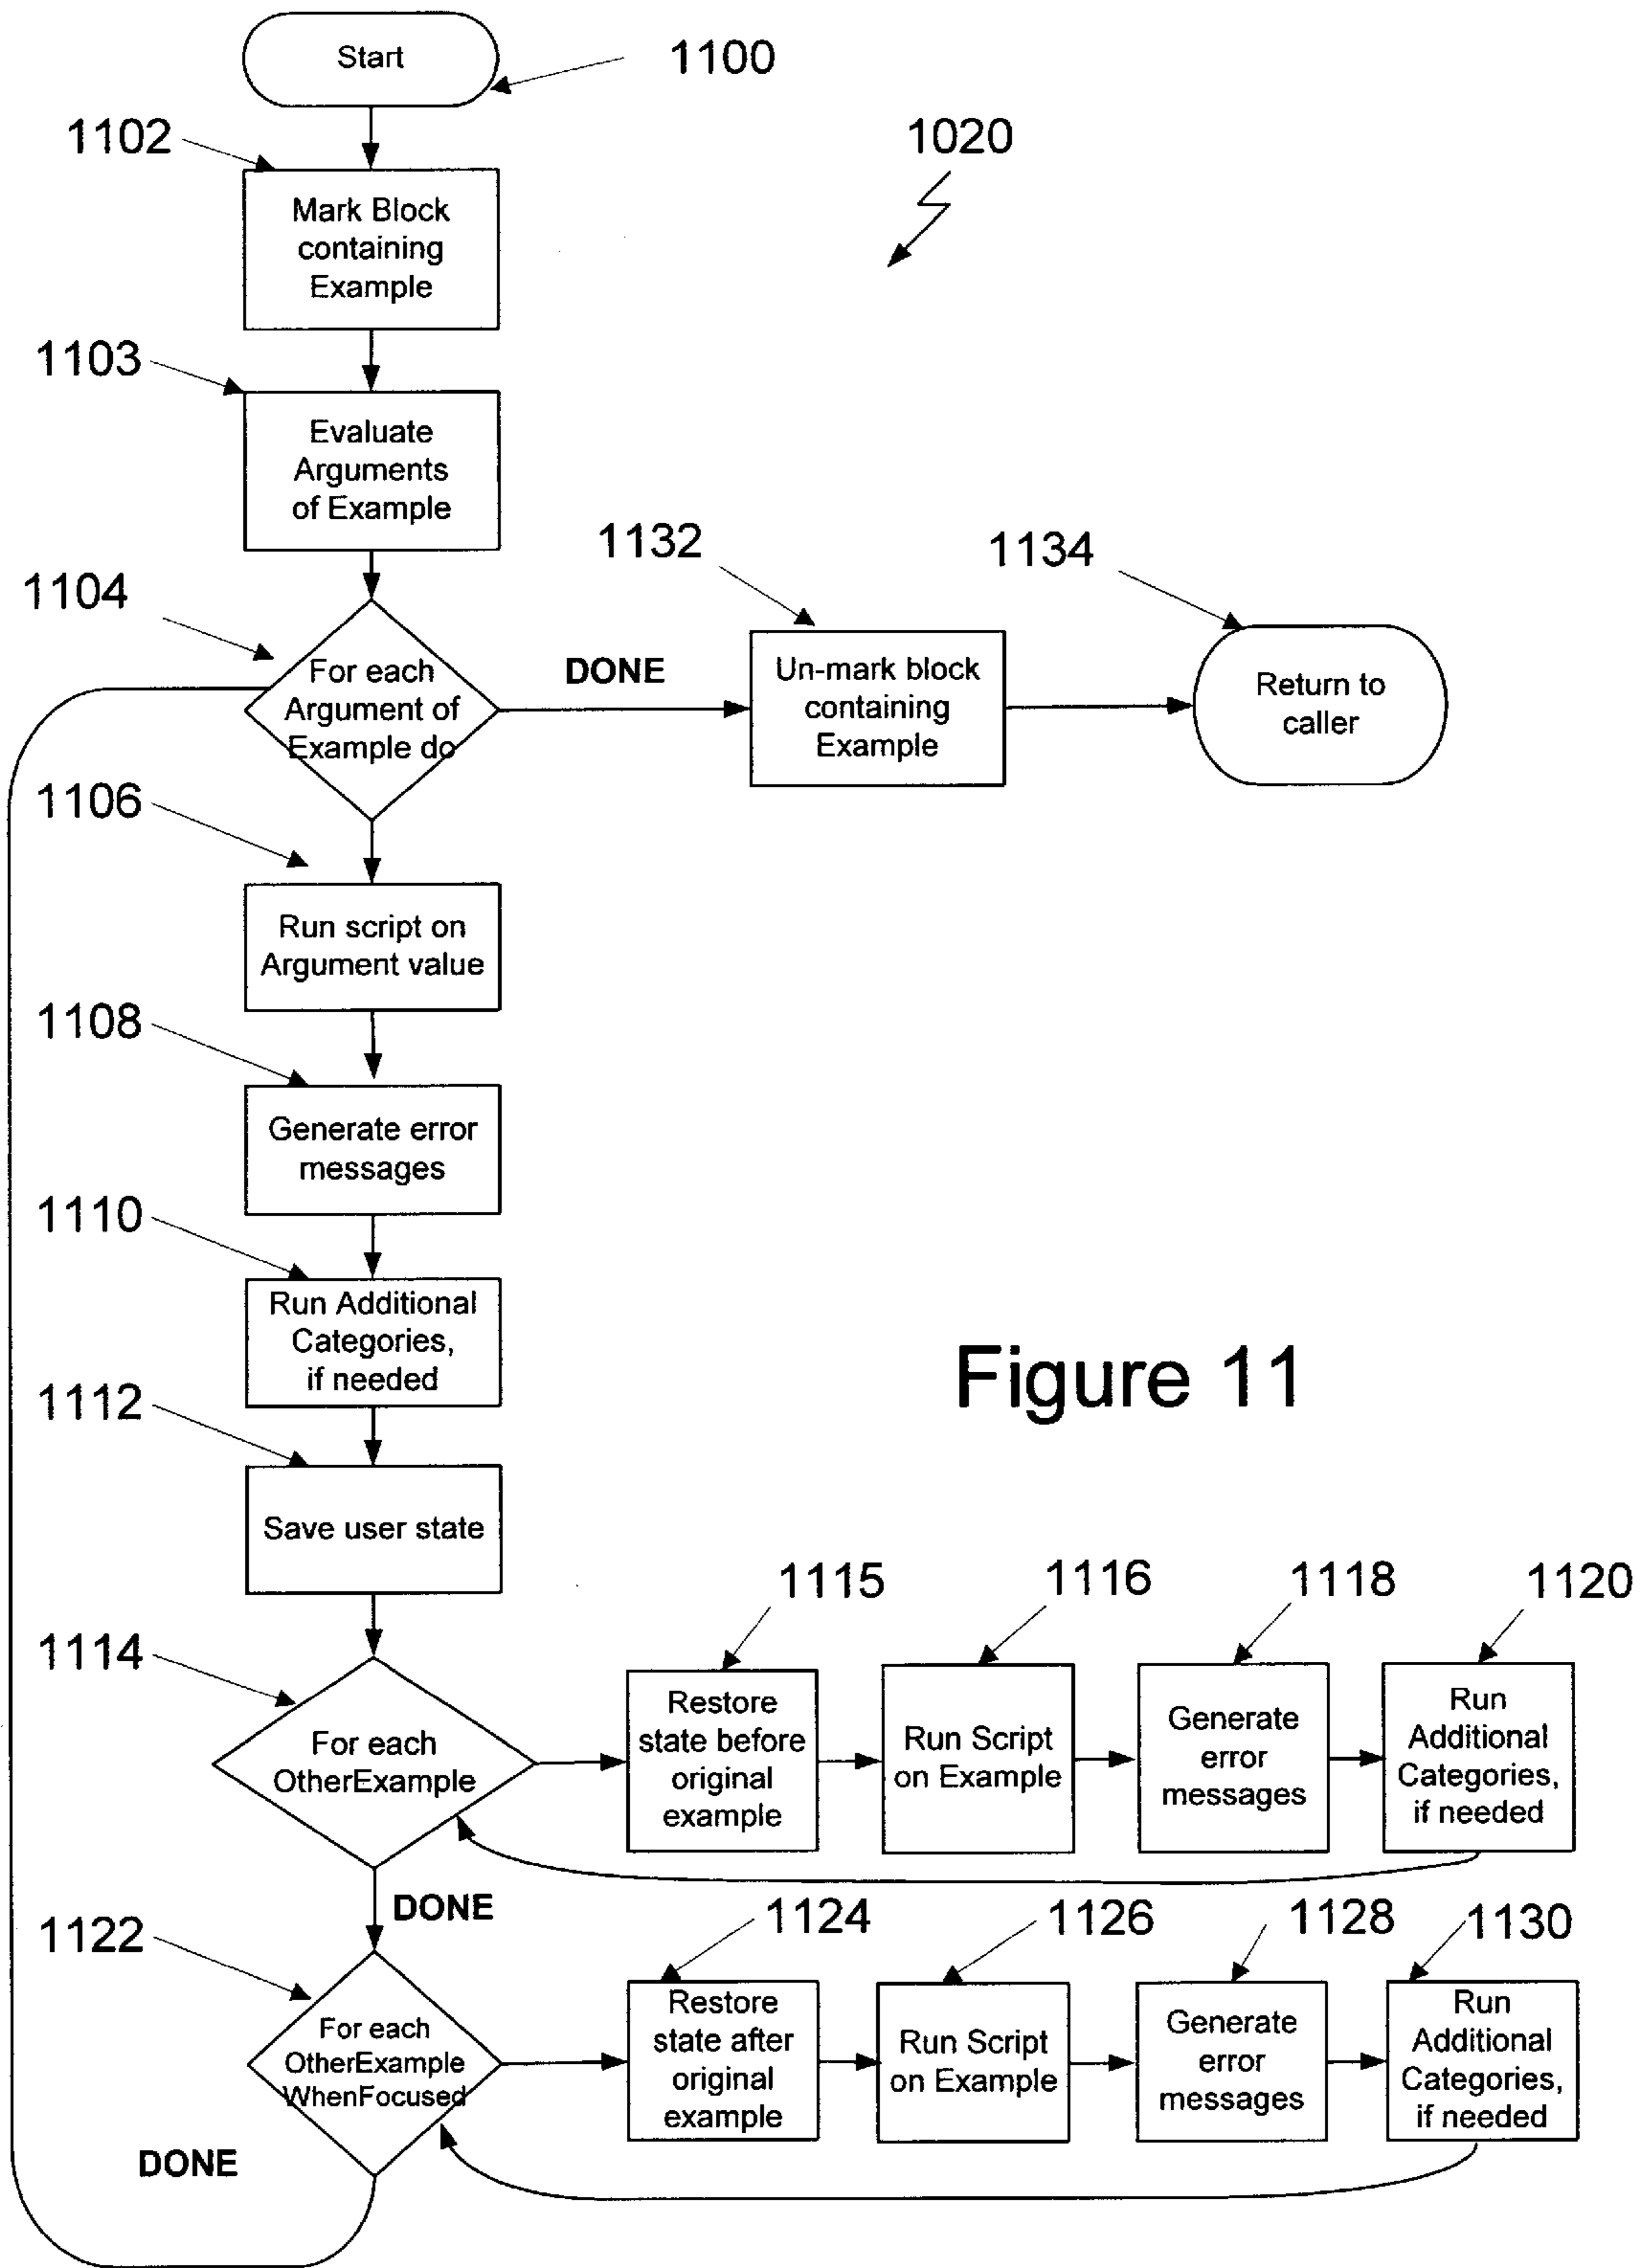 Start
1100
1102
1020
Mark Block
containing
Example
1103
Evaluate
Arguments
of Example
1132
1134
1104
For each
Argument of
Example do
DONE
Un-mark block
containing
Example
Return to
caller
1106
Run script on
Argument value
1108
Generate error
messages
1110
Run Additional
Categories,
if needed
Figure 11
1112
Save user state
1115
1116
1118
1120
1114
For each
OtherExample
Restore
state before
original
example
Run Script
on Example
Generate
error
messages
Run
Additional
Categories,
if needed
DONE
1122
1124
1126
1128
1130
For each
OtherExample
WhenFocused
Restore
state after
original
example
Run Script
on Example
Generate
error
messages
Run
Additional
Categories,
if needed
DONE